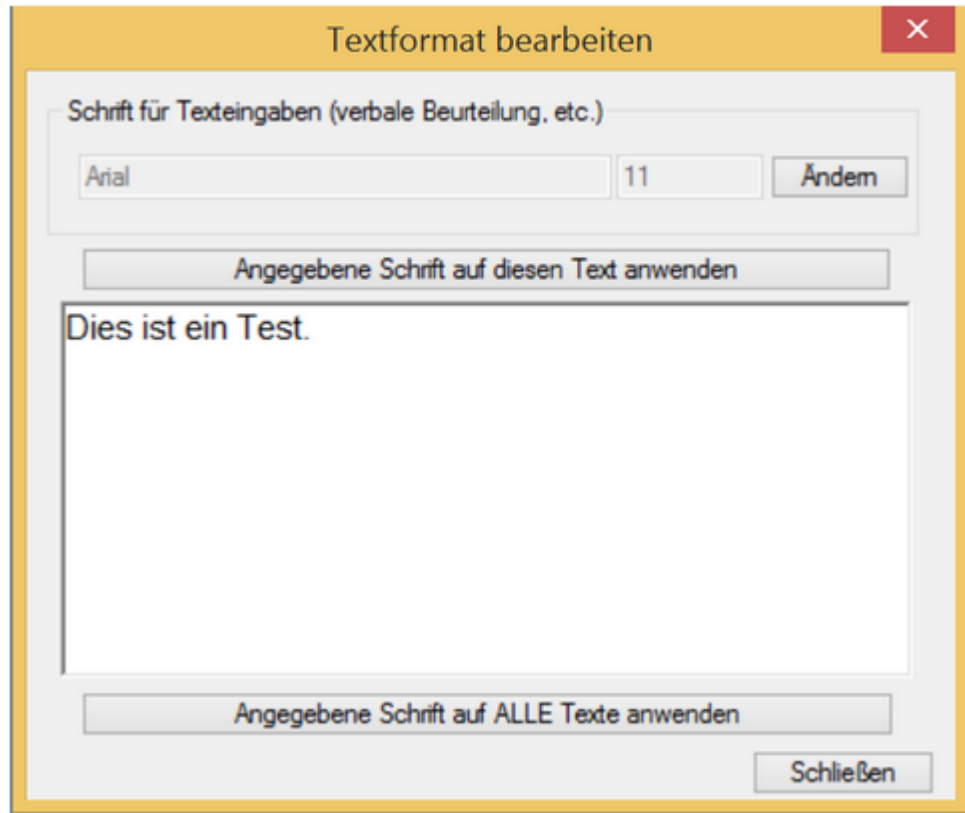 Textformat bearbeiten
Schrift für Texteingaben (verbale Beurteilung, etc.)
Arial 11 Ändern
Angegebene Schrift auf diesen Text anwenden
Dies ist ein Test.
Angegebene Schrift auf ALLE Texte anwenden
Schließen